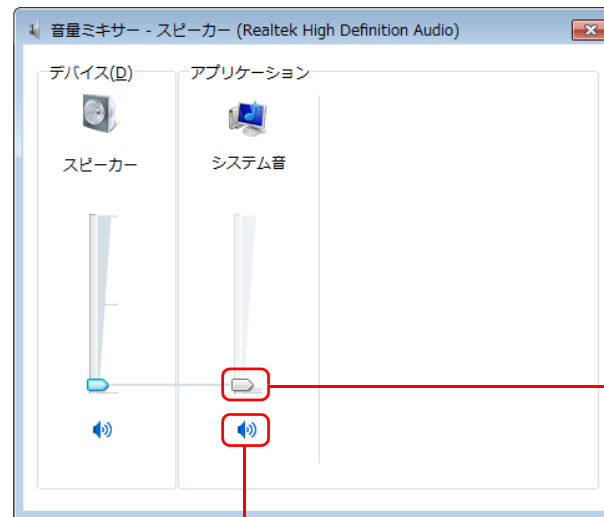 音量ミキサー - スピーカー (Realtek High Definition Audio)
デバイス(D)
アプリケーション
スピーカー
システム音